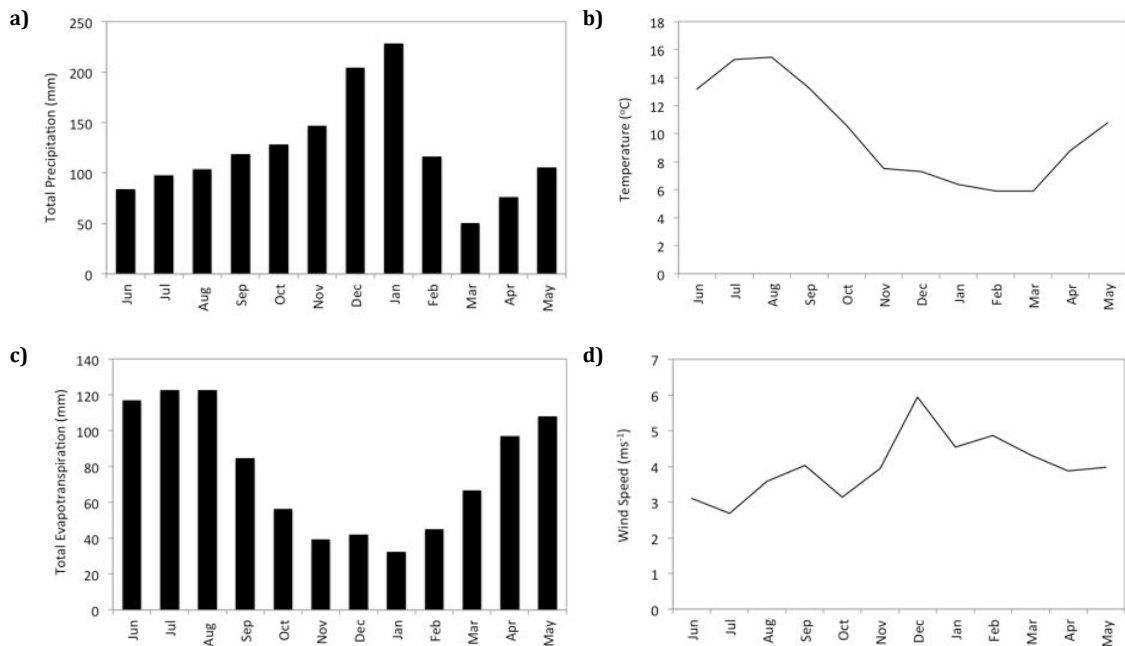 a)
Total Precipitation (mm)
250
200
150
100
50
0
Jun Jul Aug Sep Oct Nov Dec Jan Feb Mar Apr May
b)
Temperature (°C)
18
16
14
12
10
8
6
4
2
0
Jun Jul Aug Sep Oct Nov Dec Jan Feb Mar Apr May
c)
Total Evapotranspiration (mm)
140
120
100
80
60
40
20
0
Jun Jul Aug Sep Oct Nov Dec Jan Feb Mar Apr May
d)
Wind Speed (ms⁻¹)
7
6
5
4
3
2
1
0
Jun Jul Aug Sep Oct Nov Dec Jan Feb Mar Apr May